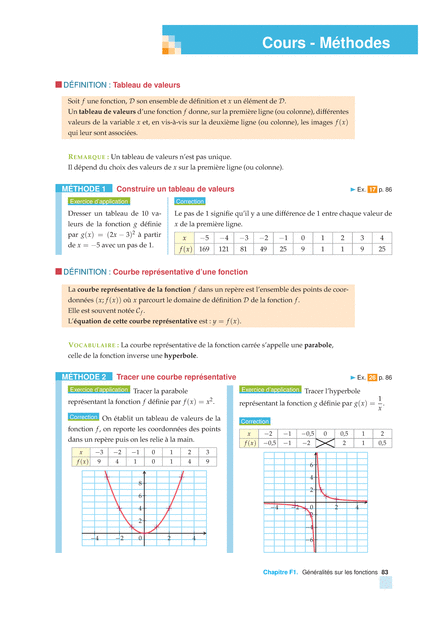 Cours - Méthodes
DÉFINITION : Tableau de valeurs
Soit f une fonction, D son ensemble de définition et x un élément de D.
Un tableau de valeurs d'une fonction f donne, sur la première ligne (ou colonne), différentes
valeurs de la variable x et, en vis-à-vis sur la deuxième ligne (ou colonne), les images f(x)
qui leur sont associées.
REMARQUE : Un tableau de valeurs n'est pas unique.
Il dépend du choix des valeurs de x sur la première ligne (ou colonne).
MÉTHODE 1 Construire un tableau de valeurs ► Ex. 17 p. 86
Exercice d'application
Dresser un tableau de 10 va-
leurs de la fonction g définie
par g(x) = (2x − 3)² à partir
de x = −5 avec un pas de 1.
Correction
Le pas de 1 signifie qu'il y a une différence de 1 entre chaque valeur de
x de la première ligne.
x −5 −4 −3 −2 −1 0 1 2 3 4
f(x) 169 121 81 49 25 9 1 1 9 25
DÉFINITION : Courbe représentative d'une fonction
La courbe représentative de la fonction f dans un repère est l'ensemble des points de coor-
données (x; f(x)) où x parcourt le domaine de définition D de la fonction f.
Elle est souvent notée Cf.
L'équation de cette courbe représentative est : y = f(x).
VOCABULAIRE : La courbe représentative de la fonction carrée s'appelle une parabole,
celle de la fonction inverse une hyperbole.
MÉTHODE 2 Tracer une courbe représentative ► Ex. 26 p. 86
Exercice d'application Tracer la parabole
représentant la fonction f définie par f(x) = x².
Correction On établit un tableau de valeurs de la
fonction f, on reporte les coordonnées des points
dans un repère puis on les relie à la main.
x −3 −2 −1 0 1 2 3
f(x) 9 4 1 0 1 4 9
8
6
4
2
−4 −2 0 2 4
Exercice d'application Tracer l'hyperbole
représentant la fonction g définie par g(x) = 1/x.
Correction
x −2 −1 −0,5 0 0,5 1 2
f(x) −0,5 −1 −2 2 1 0,5
6
4
2
−4 −2 0 2 4
−2
−4
−6
Chapitre F1. Généralités sur les fonctions 83